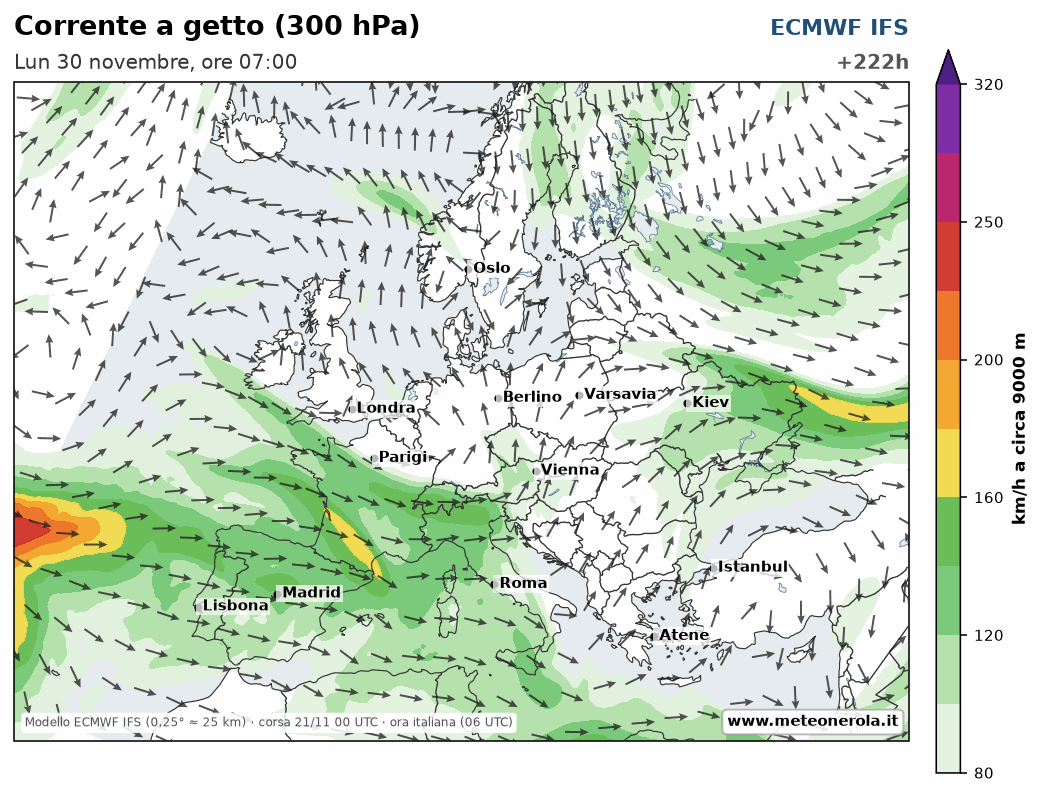 Corrente a getto (300 hPa)
ECMWF IFS
Lun 30 novembre, ore 07:00
+222h
320
250
200
160
120
80
km/h a circa 9000 m
Oslo
Londra
Berlino
Varsavia
Kiev
Parigi
Vienna
Istanbul
Roma
Madrid
Lisbona
Atene
Modello ECMWF IFS (0,25° ≈ 25 km) · corsa 21/11 00 UTC · ora italiana (06 UTC)
www.meteonerola.it